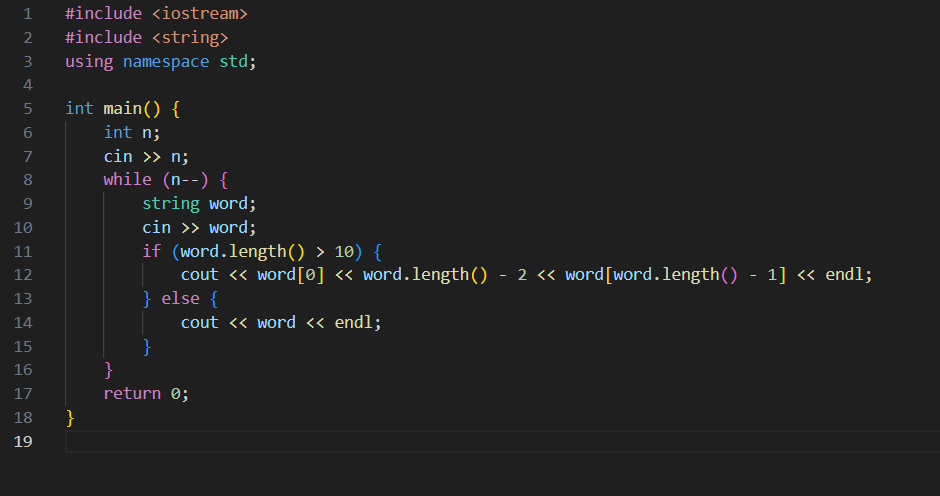 1 #include <iostream>
2 #include <string>
3 using namespace std;
4
5 int main() {
6     int n;
7     cin >> n;
8     while (n--) {
9         string word;
10         cin >> word;
11         if (word.length() > 10) {
12             cout << word[0] << word.length() - 2 << word[word.length() - 1] << endl;
13         } else {
14             cout << word << endl;
15         }
16     }
17     return 0;
18 }
19